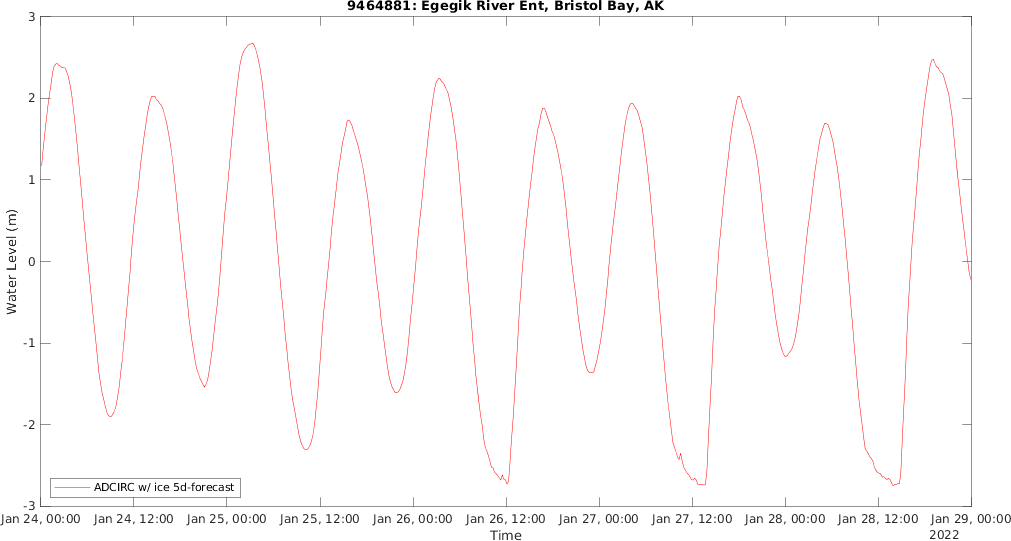 9464881: Egegik River Ent, Bristol Bay, AK
Water Level (m)
3
2
1
0
-1
-2
-3
ADCIRC w/ ice 5d-forecast
Jan 24, 00:00 Jan 24, 12:00 Jan 25, 00:00 Jan 25, 12:00 Jan 26, 00:00 Jan 26, 12:00 Jan 27, 00:00 Jan 27, 12:00 Jan 28, 00:00 Jan 28, 12:00 Jan 29, 00:00
Time
2022